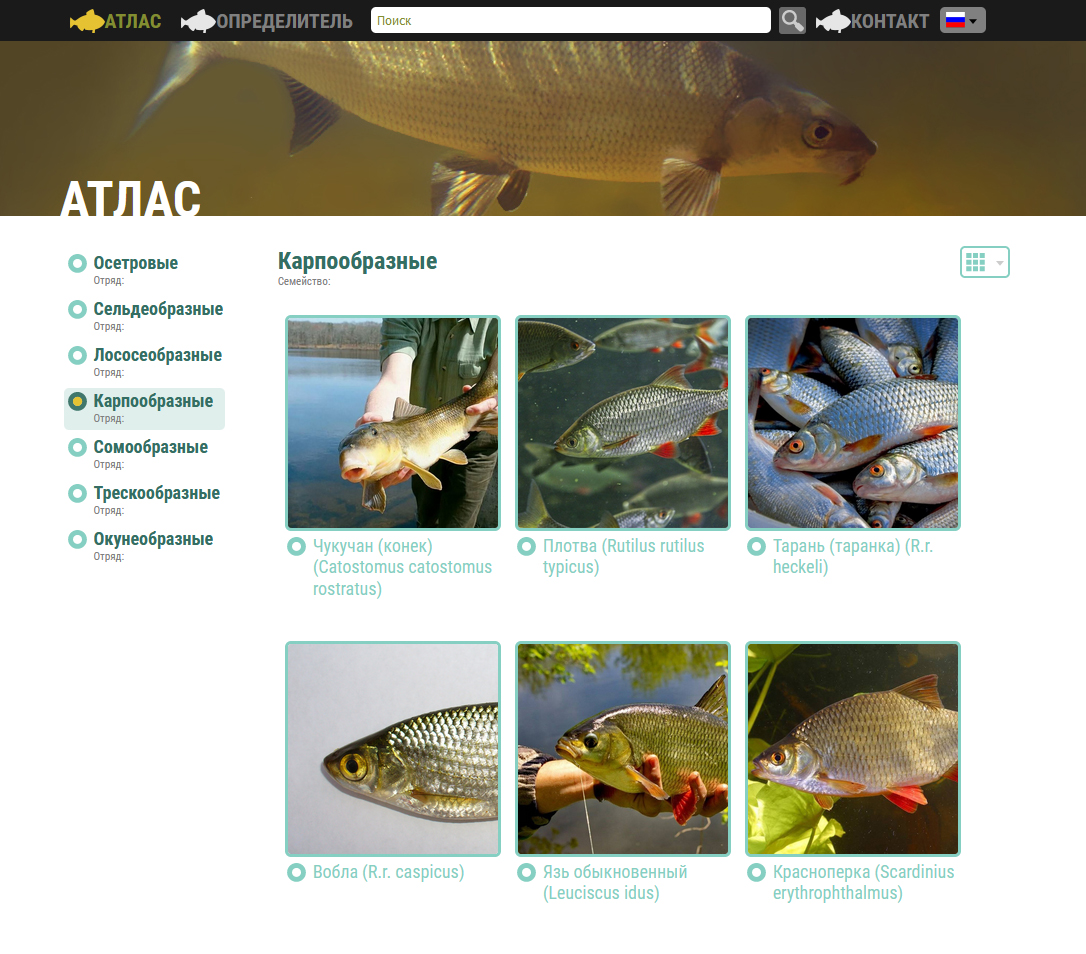 АТЛАС
ОПРЕДЕЛИТЕЛЬ
Поиск
КОНТАКТ
АТЛАС
Осетровые
Отряд:
Сельдеобразные
Отряд:
Лососеобразные
Отряд:
Карпообразные
Отряд:
Сомообразные
Отряд:
Трескообразные
Отряд:
Окунеобразные
Отряд:
Карпообразные
Семейство:
Чукучан (конек)
(Catostomus catostomus
rostratus)
Плотва (Rutilus rutilus
typicus)
Тарань (таранка) (R.r.
heckeli)
Вобла (R.r. caspicus)
Язь обыкновенный
(Leuciscus idus)
Красноперка (Scardinius
erythrophthalmus)